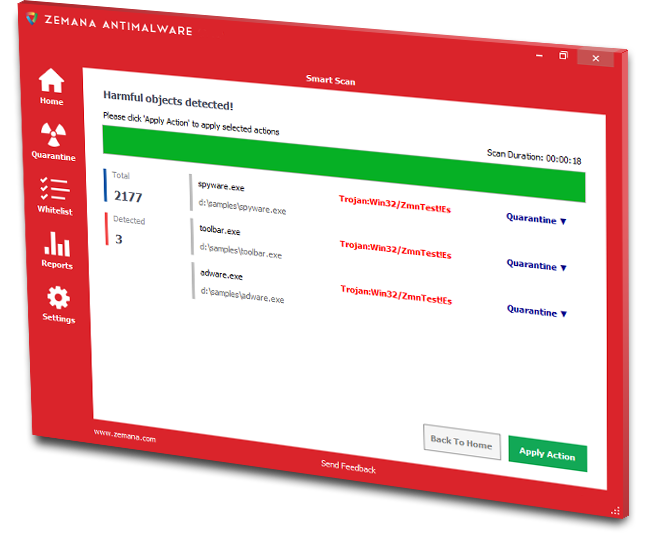 ZEMANA ANTIMALWARE
Smart Scan
Home
Quarantine
Whitelist
Reports
Settings
Harmful objects detected!
Please click 'Apply Action' to apply selected actions
Scan Duration: 00:00:18
Total
2177
Detected
3
spyware.exe
d:\samples\spyware.exe
Trojan:Win32/ZmnTest!Es
Quarantine ▼
toolbar.exe
d:\samples\toolbar.exe
Trojan:Win32/ZmnTest!Es
Quarantine ▼
adware.exe
d:\samples\adware.exe
Trojan:Win32/ZmnTest!Es
Quarantine ▼
Back To Home
Apply Action
www.zemana.com
Send Feedback